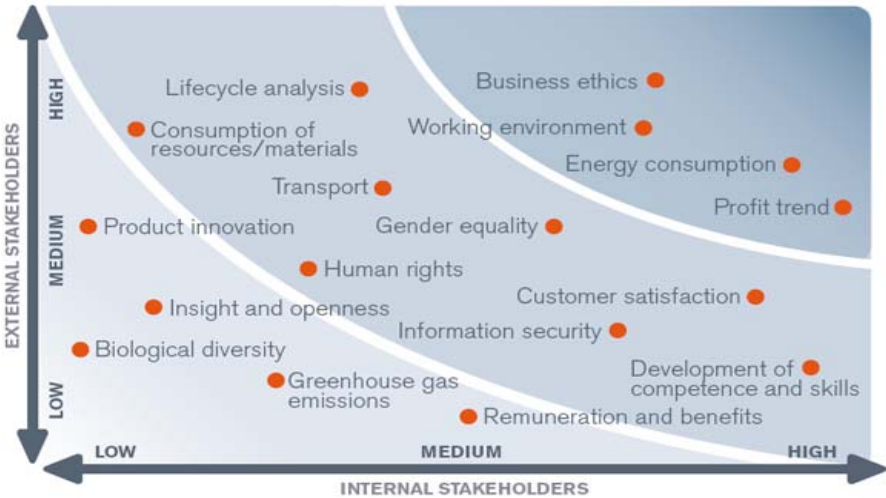 EXTERNAL STAKEHOLDERS
HIGH
MEDIUM
LOW
Lifecycle analysis
Business ethics
Consumption of
resources/materials
Working environment
Energy consumption
Transport
Profit trend
Product innovation
Gender equality
Human rights
Customer satisfaction
Insight and openness
Information security
Biological diversity
Development of
competence and skills
Greenhouse gas
emissions
Remuneration and benefits
LOW
MEDIUM
HIGH
INTERNAL STAKEHOLDERS